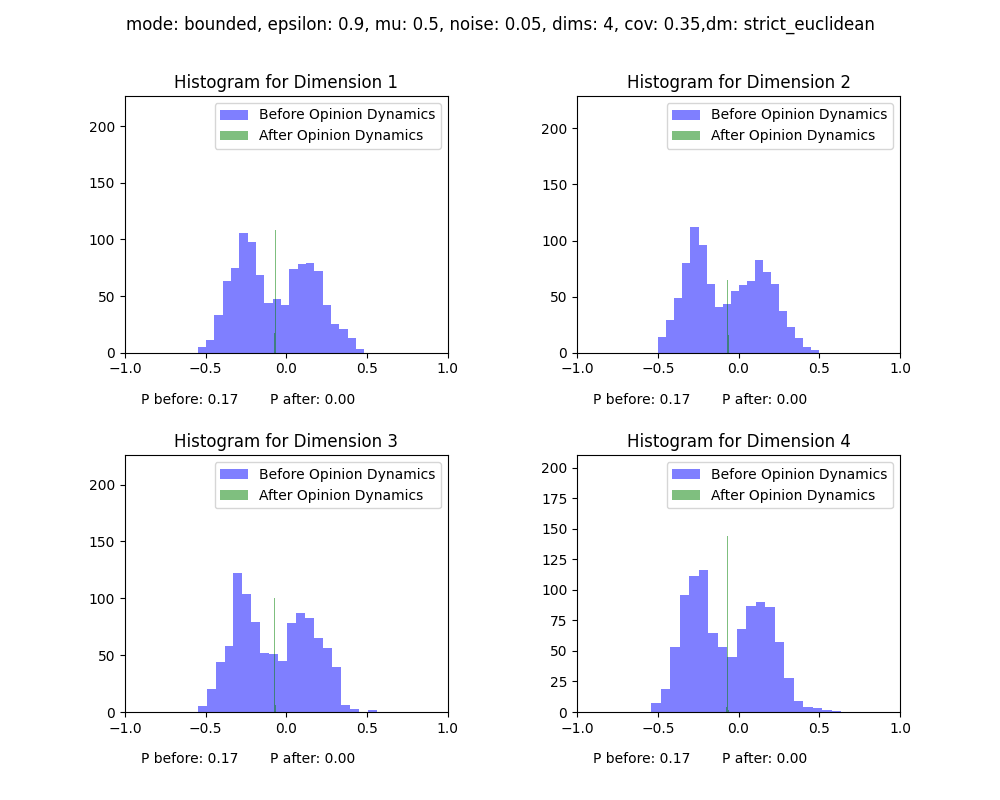 mode: bounded, epsilon: 0.9, mu: 0.5, noise: 0.05, dims: 4, cov: 0.35,dm: strict_euclidean
Histogram for Dimension 1
Before Opinion Dynamics
After Opinion Dynamics
200
150
100
50
0
−1.0 −0.5 0.0 0.5 1.0
P before: 0.17 P after: 0.00
Histogram for Dimension 2
Before Opinion Dynamics
After Opinion Dynamics
200
150
100
50
0
−1.0 −0.5 0.0 0.5 1.0
P before: 0.17 P after: 0.00
Histogram for Dimension 3
Before Opinion Dynamics
After Opinion Dynamics
200
150
100
50
0
−1.0 −0.5 0.0 0.5 1.0
P before: 0.17 P after: 0.00
Histogram for Dimension 4
Before Opinion Dynamics
After Opinion Dynamics
200
175
150
125
100
75
50
25
0
−1.0 −0.5 0.0 0.5 1.0
P before: 0.17 P after: 0.00